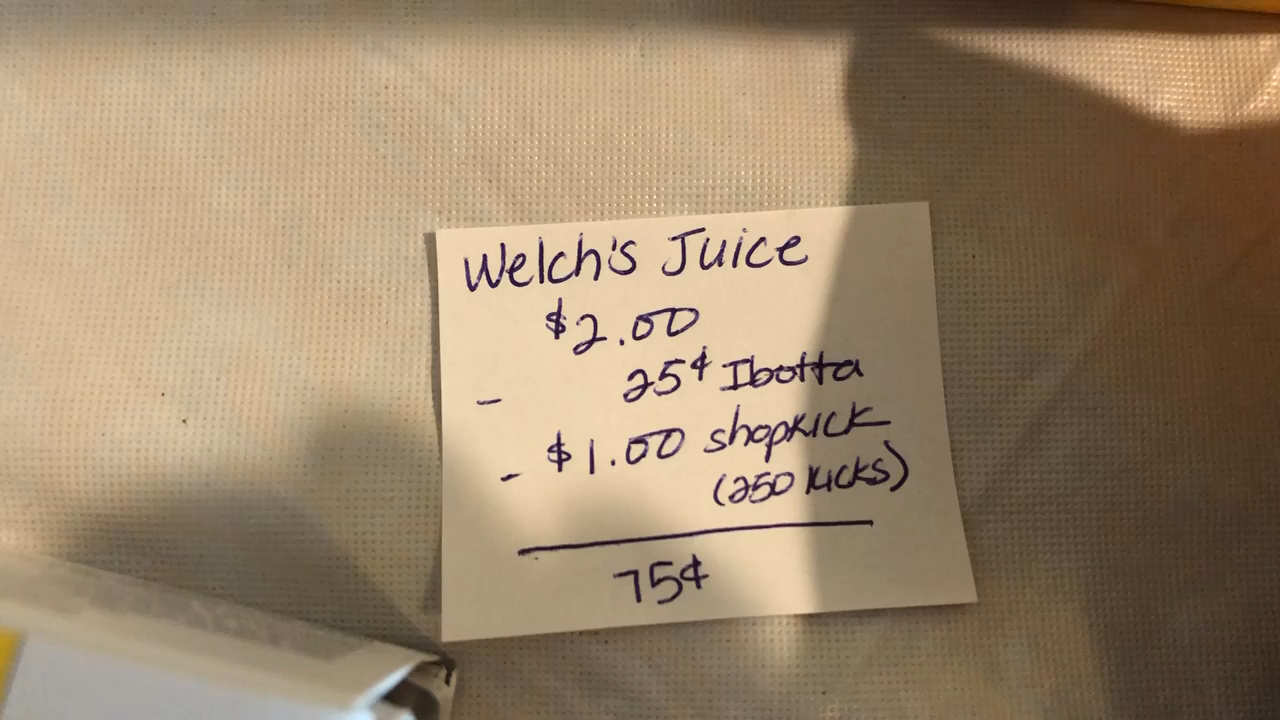 Welch's Juice
$2.00
- 25¢ Ibotta
- $1.00 shopkick
(250 kicks)
75¢